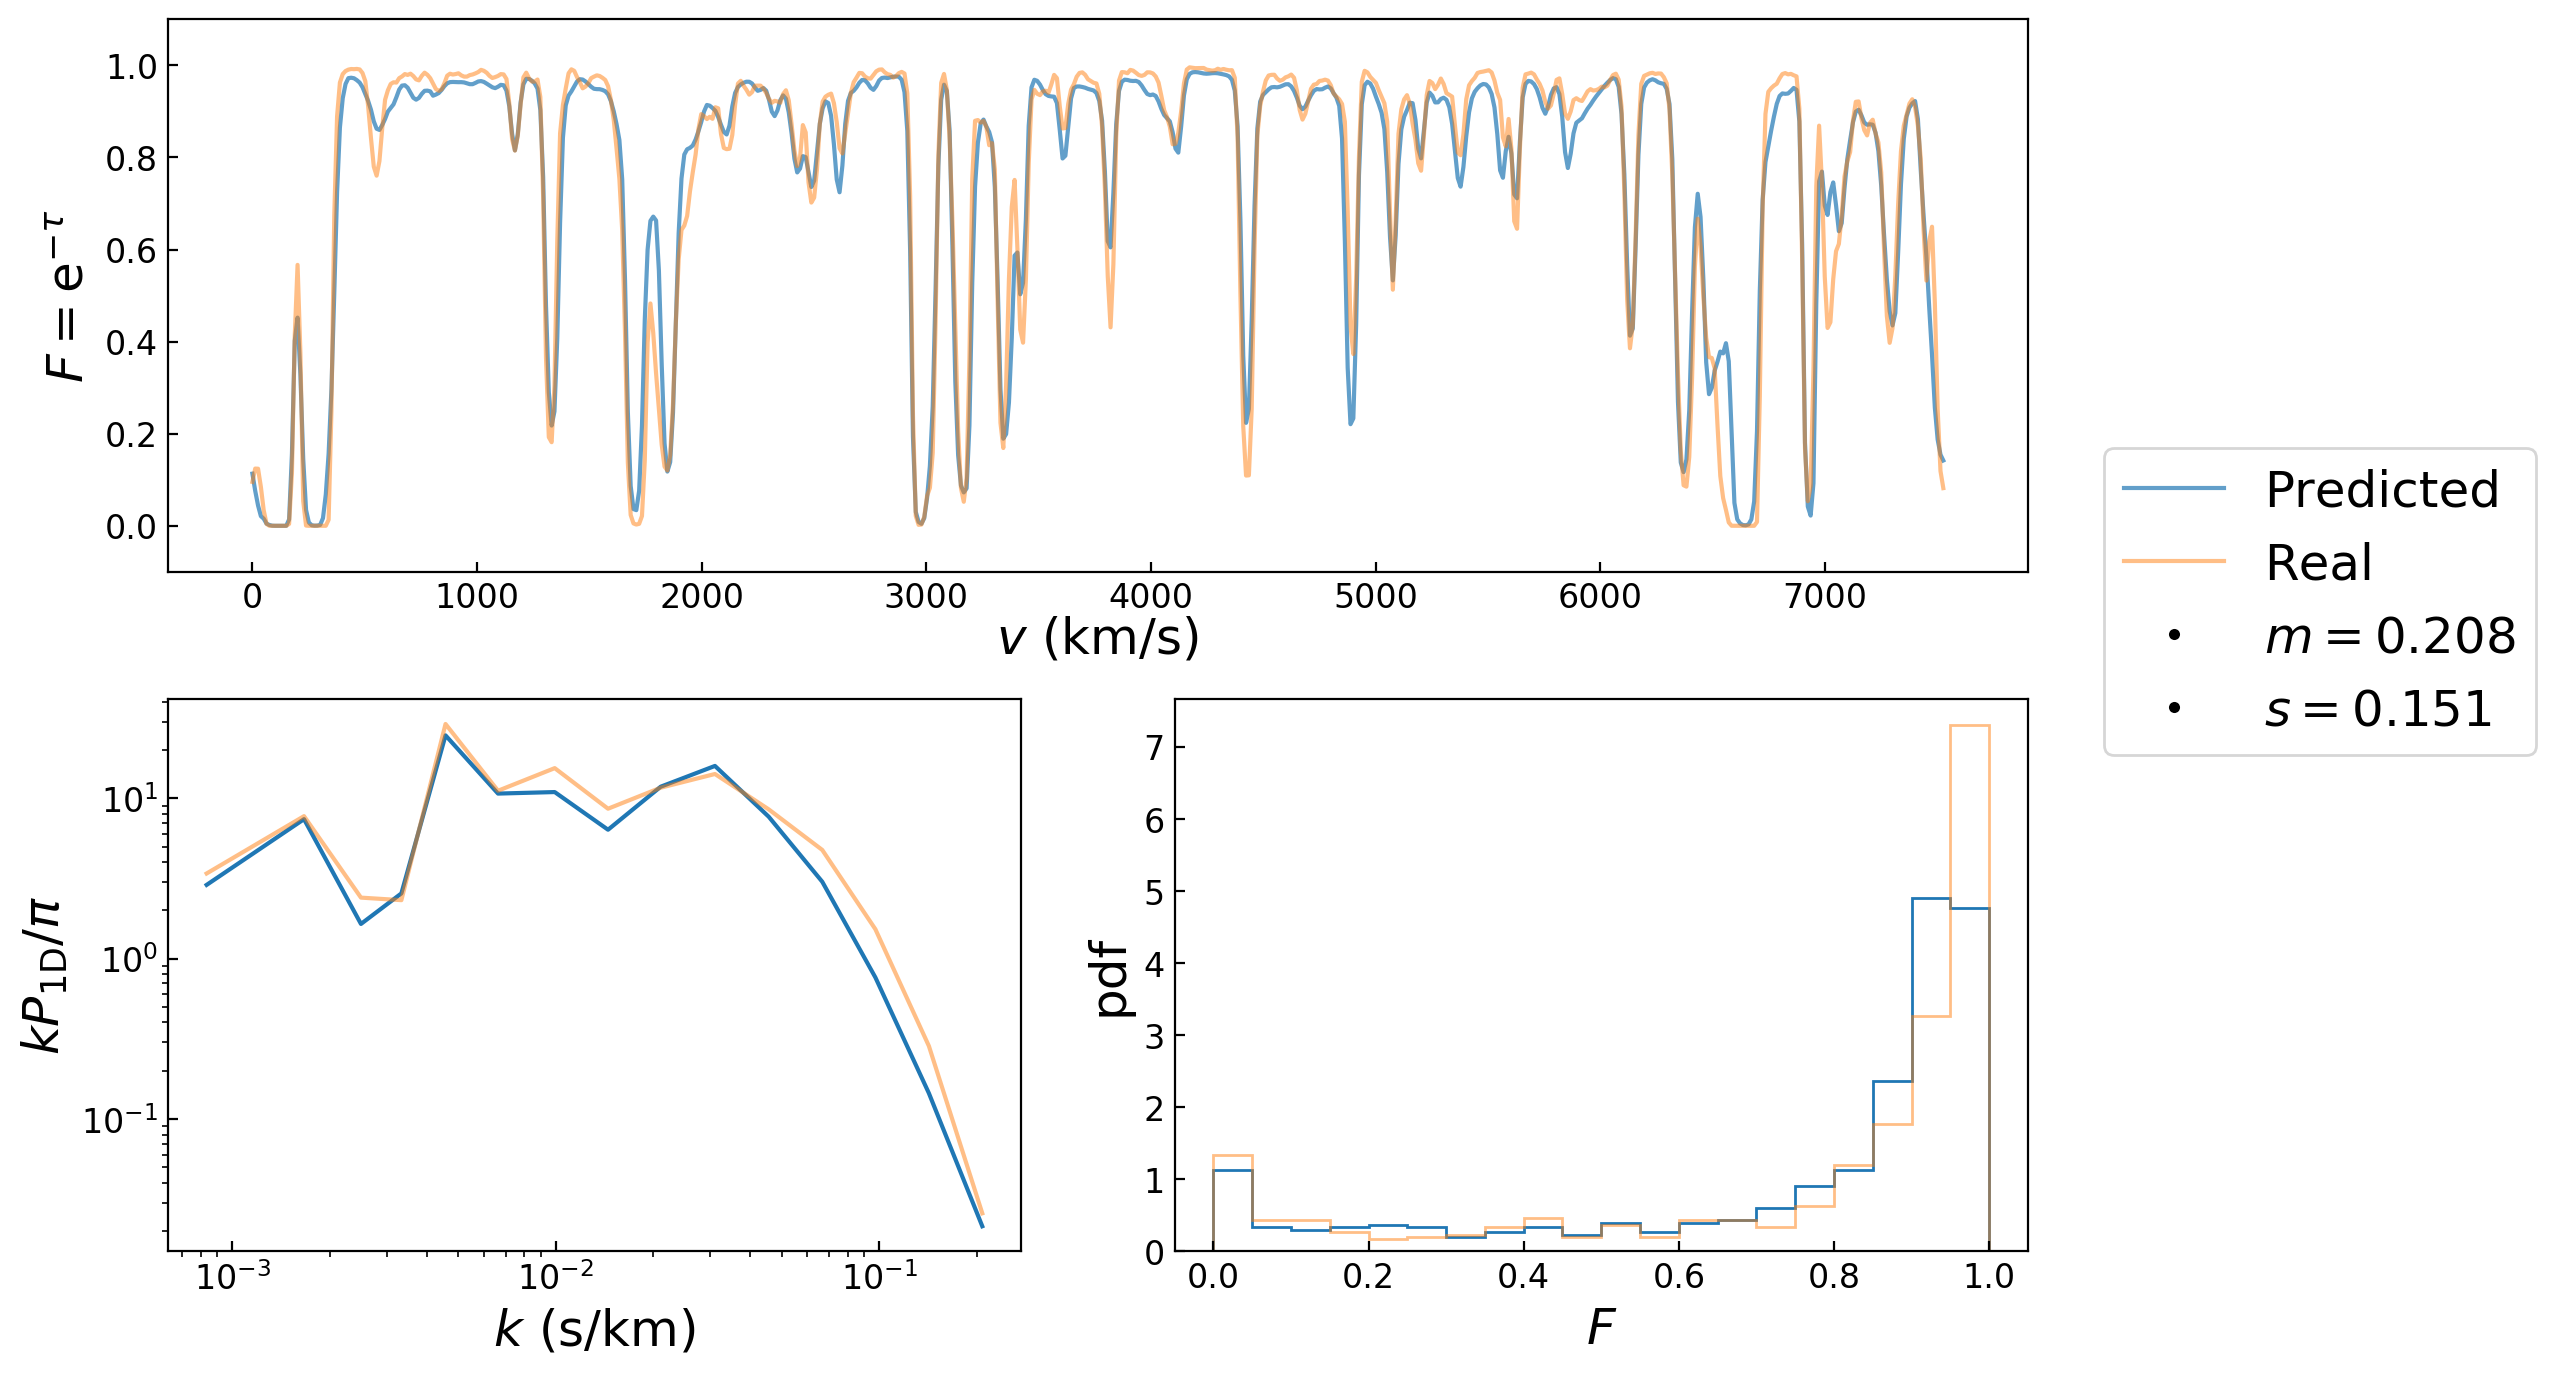 F = e^{-τ}
1.0
0.8
0.6
0.4
0.2
0.0
0 1000 2000 3000 4000 5000 6000 7000
v (km/s)
Predicted
Real
m = 0.208
s = 0.151
kP_{1D}/π
10^1
10^0
10^{-1}
10^{-3} 10^{-2} 10^{-1}
k (s/km)
pdf
7
6
5
4
3
2
1
0
0.0 0.2 0.4 0.6 0.8 1.0
F